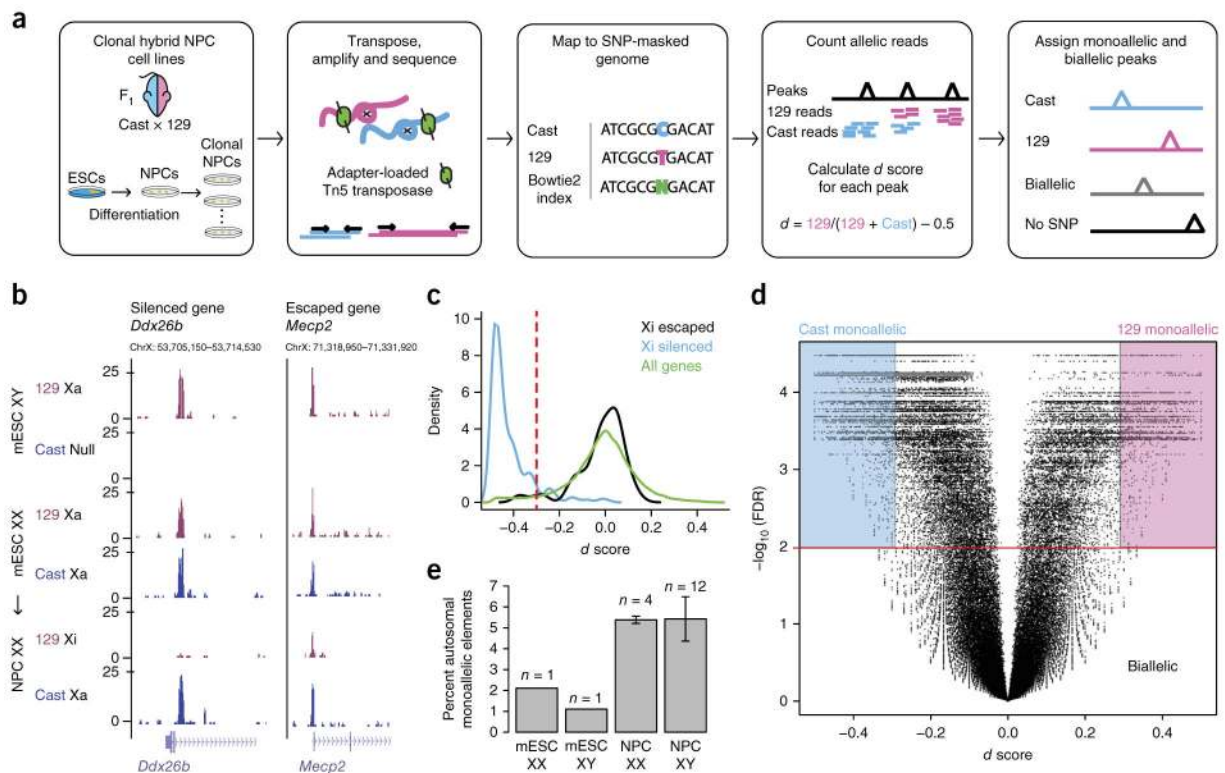 a
Clonal hybrid NPC
cell lines
F1
Cast × 129
Clonal
NPCs
ESCs
NPCs
Differentiation
Transpose,
amplify and sequence
Adapter-loaded
Tn5 transposase
Map to SNP-masked
genome
Cast ATCGCGCGACAT
129 ATCGCGTGACAT
Bowtie2 ATCGCGNGACAT
index
Count allelic reads
Peaks
129 reads
Cast reads
Calculate d score
for each peak
d = 129/(129 + Cast) − 0.5
Assign monoallelic and
biallelic peaks
Cast
129
Biallelic
No SNP
b
Silenced gene
Ddx26b
ChrX: 53,705,150–53,714,530
Escaped gene
Mecp2
ChrX: 71,318,950–71,331,920
mESC XY
129 Xa
25
0
Cast Null
25
0
mESC XX
129 Xa
25
0
Cast Xa
25
0
NPC XX ←
129 Xi
25
0
Cast Xa
25
0
Ddx26b
Mecp2
c
Xi escaped
Xi silenced
All genes
Density
10
8
6
4
2
0
−0.4 −0.2 0.0 0.2 0.4
d score
d
Cast monoallelic
129 monoallelic
−log10 (FDR)
4
3
2
1
0
Biallelic
−0.4 −0.2 0.0 0.2 0.4
d score
e
Percent autosomal
monoallelic elements
7
6
5
4
3
2
1
0
n = 1
n = 1
n = 4
n = 12
mESC XX
mESC XY
NPC XX
NPC XY